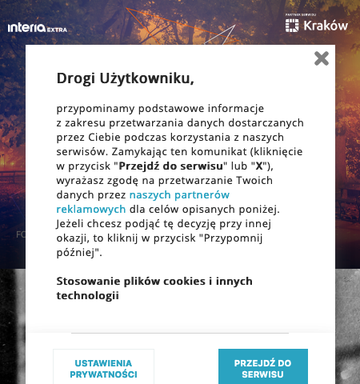 interia EXTRA
PARTNER SERWISU
Kraków
Drogi Użytkowniku,
przypominamy podstawowe informacje
z zakresu przetwarzania danych dostarczanych
przez Ciebie podczas korzystania z naszych
serwisów. Zamykając ten komunikat (kliknięcie
w przycisk "Przejdź do serwisu" lub "X"),
wyrażasz zgodę na przetwarzanie Twoich
danych przez naszych partnerów
reklamowych dla celów opisanych poniżej.
Jeżeli chcesz podjąć tę decyzję przy innej
okazji, to kliknij w przycisk "Przypomnij
później".
Stosowanie plików cookies i innych
technologii
USTAWIENIA
PRYWATNOŚCI
PRZEJDŹ DO
SERWISU